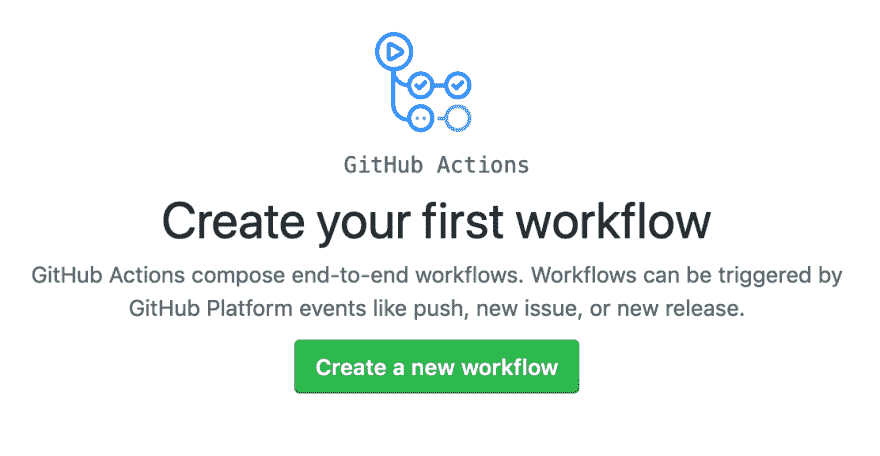 GitHub Actions
Create your first workflow
GitHub Actions compose end-to-end workflows. Workflows can be triggered by
GitHub Platform events like push, new issue, or new release.
Create a new workflow